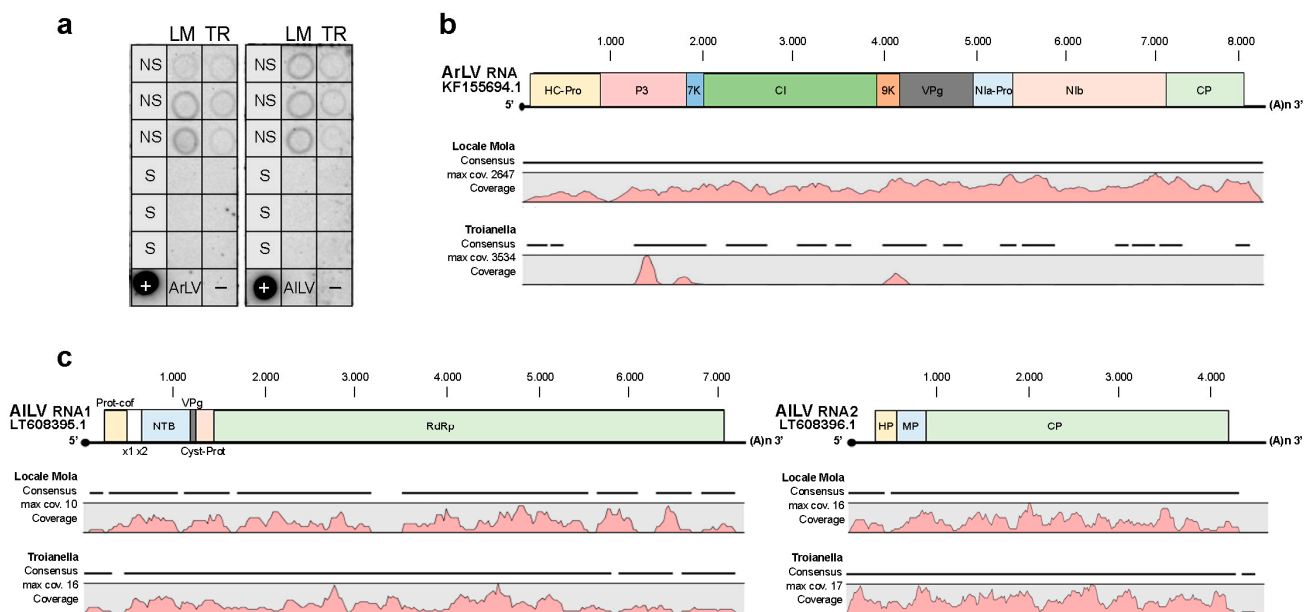 a
LM TR LM TR
NS NS
NS NS
NS NS
S S
S S
S S
+ ArLV − + AILV −
b
1.000 2.000 3.000 4.000 5.000 6.000 7.000 8.000
ArLV RNA
KF155694.1
HC-Pro P3 7K CI 9K VPg NIa-Pro NIb CP
5' (A)n 3'
Locale Mola
Consensus
max cov. 2647
Coverage
Troianella
Consensus
max cov. 3534
Coverage
c
1.000 2.000 3.000 4.000 5.000 6.000 7.000
Prot-cof VPg
AILV RNA1
LT608395.1
NTB RdRp
5' (A)n 3'
x1 x2 Cyst-Prot
Locale Mola
Consensus
max cov. 10
Coverage
Troianella
Consensus
max cov. 16
Coverage
1.000 2.000 3.000 4.000
AILV RNA2
LT608396.1
HP MP CP
5' (A)n 3'
Locale Mola
Consensus
max cov. 16
Coverage
Troianella
Consensus
max cov. 17
Coverage